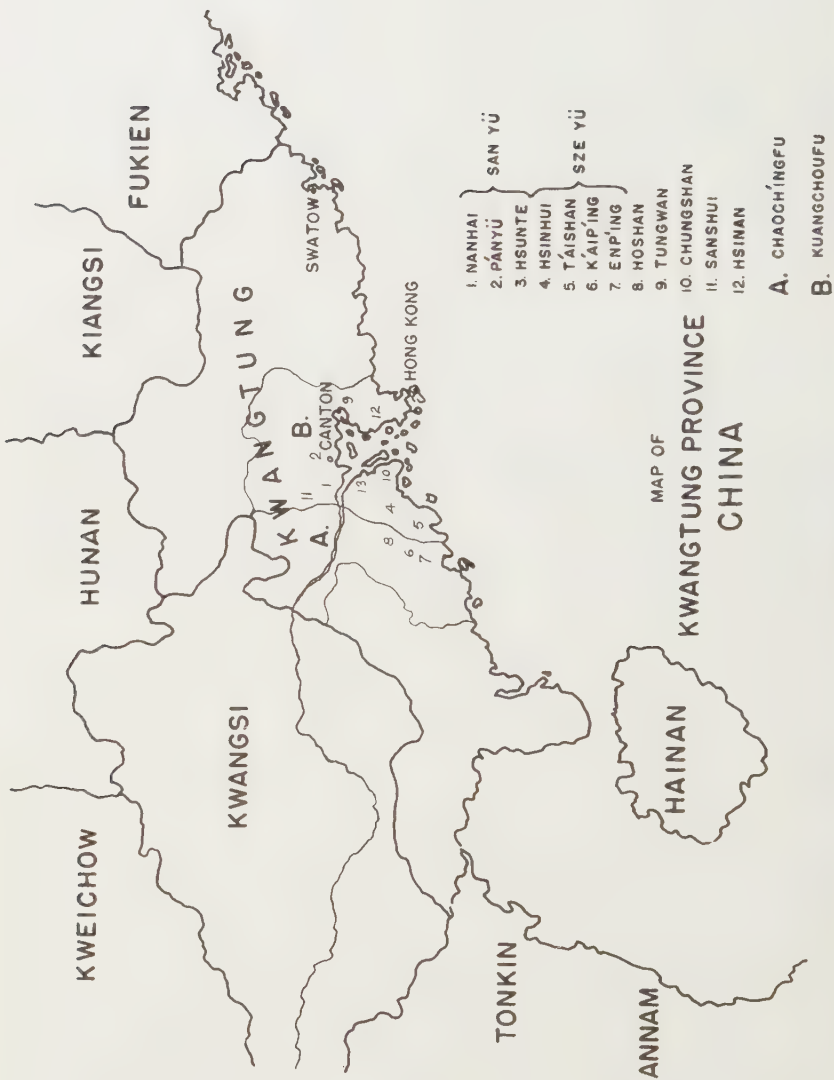 KWEICHOW
HUNAN
KIANGSI
FUKIEN
KWANGSI
KWANGTUNG
A.
B.
CANTON
SWATOW
HONG KONG
11
2
1
9
12
13
10
4
8
5
6
7
TONKIN
ANNAM
HAINAN
MAP OF
KWANGTUNG PROVINCE
CHINA
1. NANHAI
2. P'ANYÜ
3. HSUNTE
SAN YÜ
4. HSINHUI
5. T'AISHAN
6. K'AIP'ING
7. ENP'ING
SZE YÜ
8. HOSHAN
9. TUNGWAN
10. CHUNGSHAN
11. SANSHUI
12. HSINAN
A. CHAOCH'INGFU
B. KUANGCHOUFU